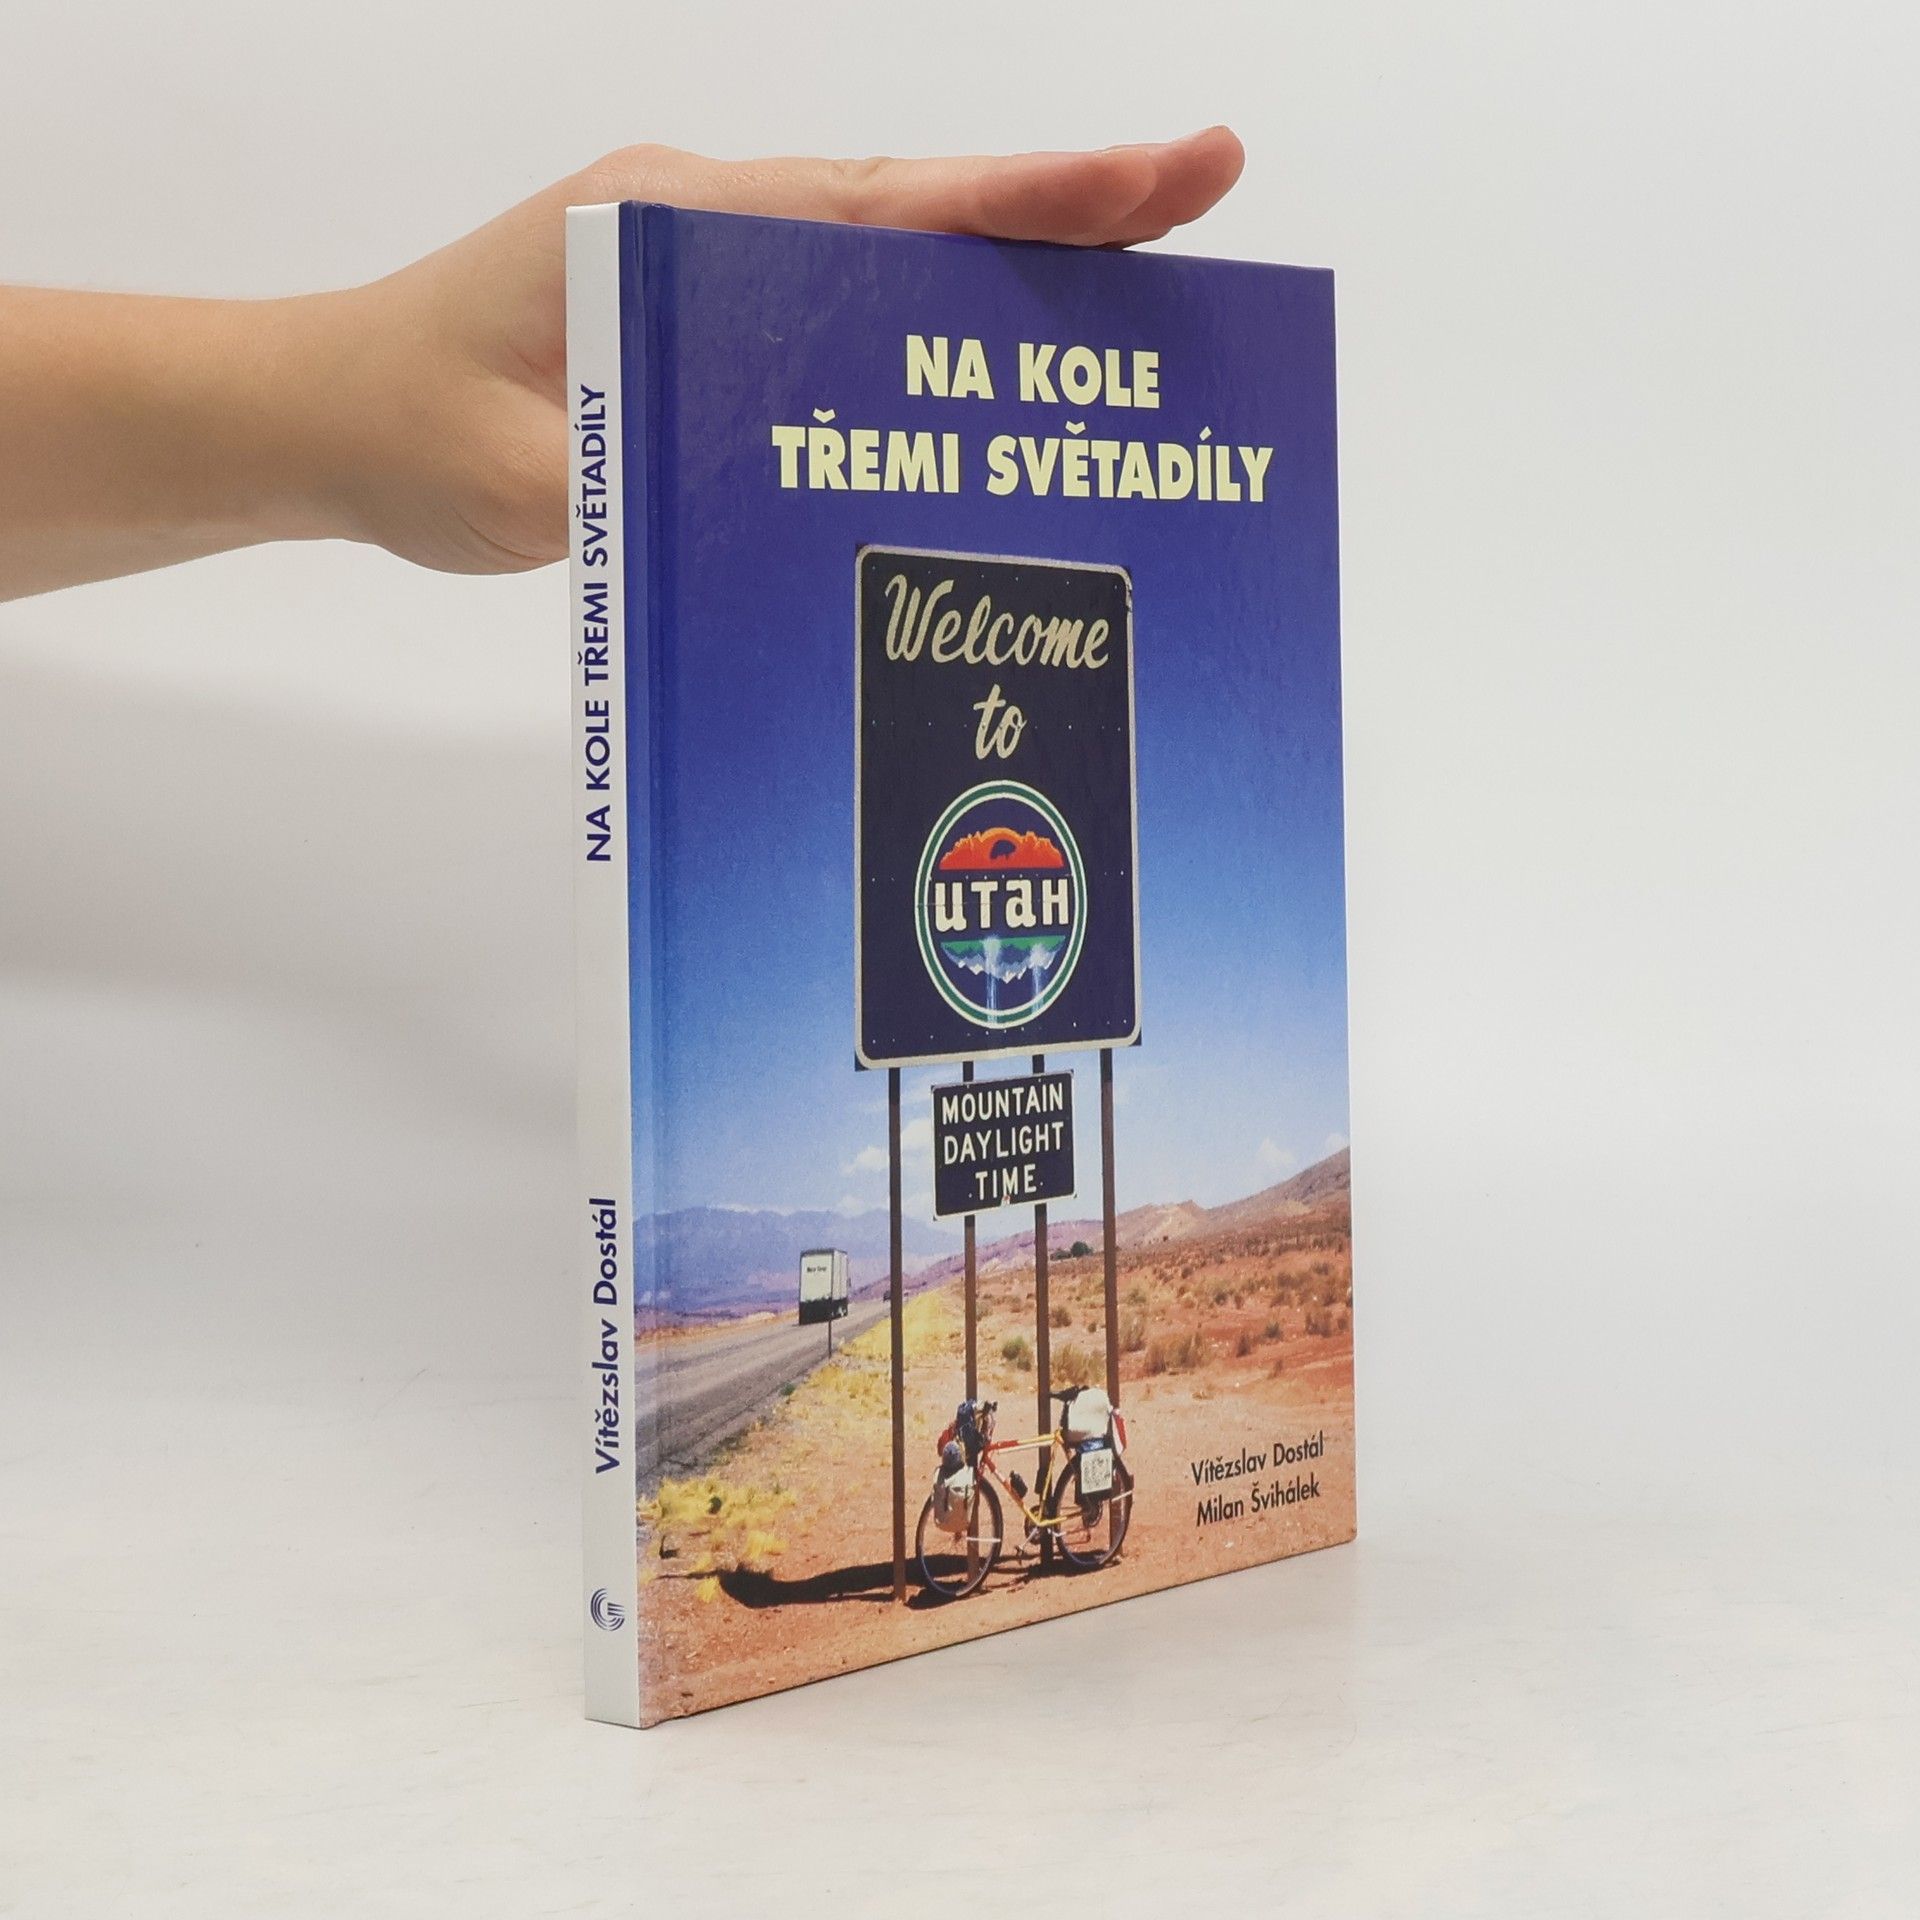 NA KOLE TŘEMI SVĚTADÍLY
Vítězslav Dostál
NA KOLE
TŘEMI SVĚTADÍLY
Welcome
to
UTaH
MOUNTAIN
DAYLIGHT
TIME
Vítězslav Dostál
Milan Švihálek